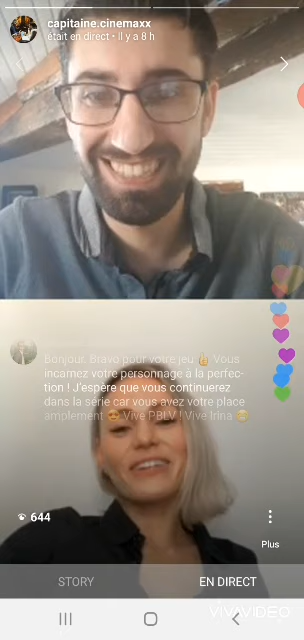 capitaine.cinemaxx
était en direct • Il y a 8 h
Bonjour. Bravo pour votre jeu 👍 Vous
incarnez votre personnage à la perfec-
tion ! J'espère que vous continuerez
dans la série car vous avez votre place
amplement 😍 Vive PBLV ! Vive Irina 😁
644
Plus
STORY
EN DIRECT
VIVAVIDEO